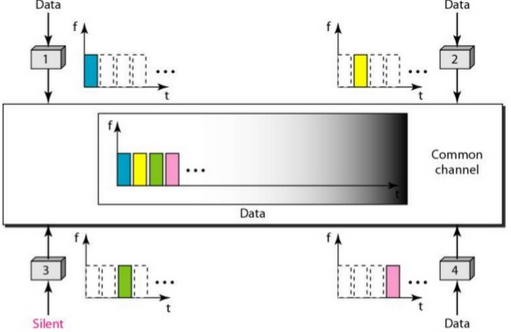 Data
Data
f
f
1
...
...
2
t
t
f
...
t
Common
channel
Data
f
f
3
...
...
4
t
t
Silent
Data